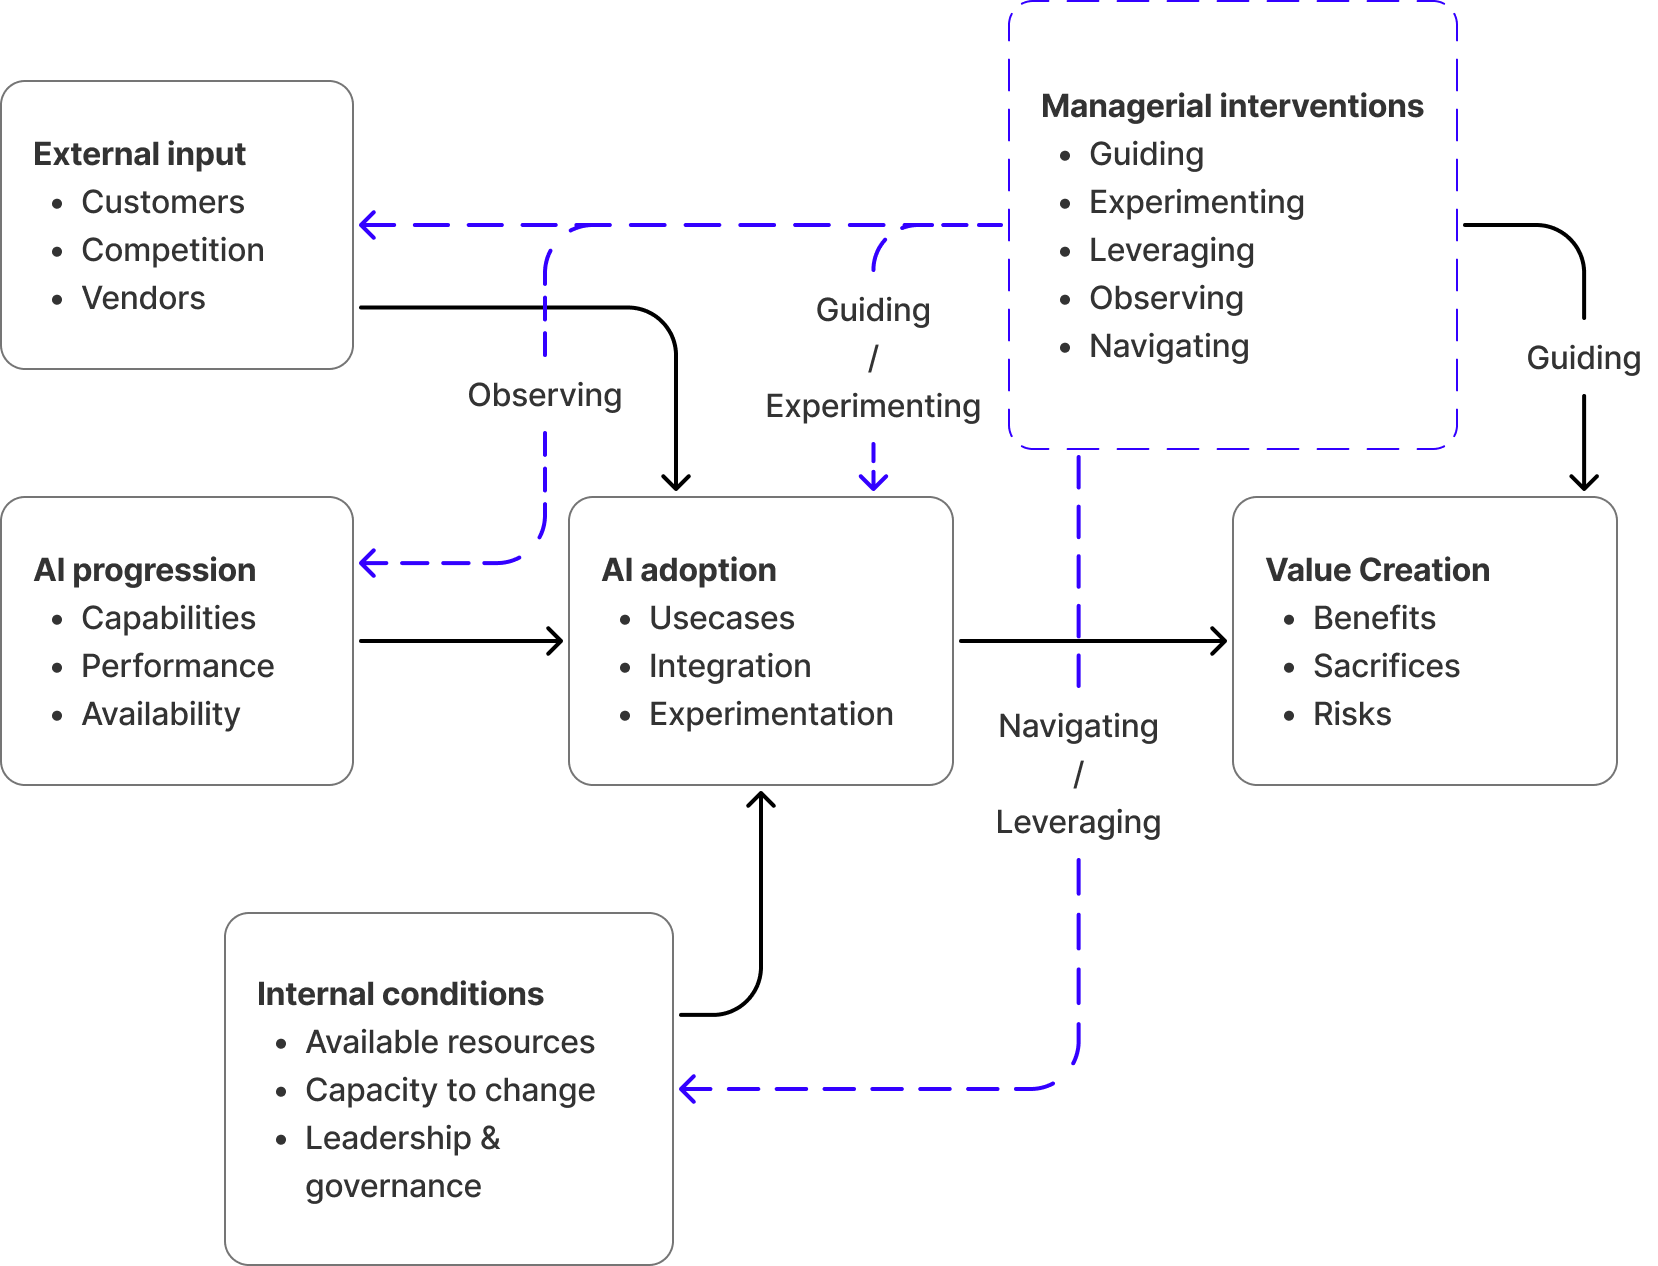 Managerial interventions
• Guiding
• Experimenting
• Leveraging
• Observing
• Navigating
External input
• Customers
• Competition
• Vendors
Guiding
/
Experimenting
Guiding
Observing
AI progression
• Capabilities
• Performance
• Availability
AI adoption
• Usecases
• Integration
• Experimentation
Value Creation
• Benefits
• Sacrifices
• Risks
Navigating
/
Leveraging
Internal conditions
• Available resources
• Capacity to change
• Leadership &
governance